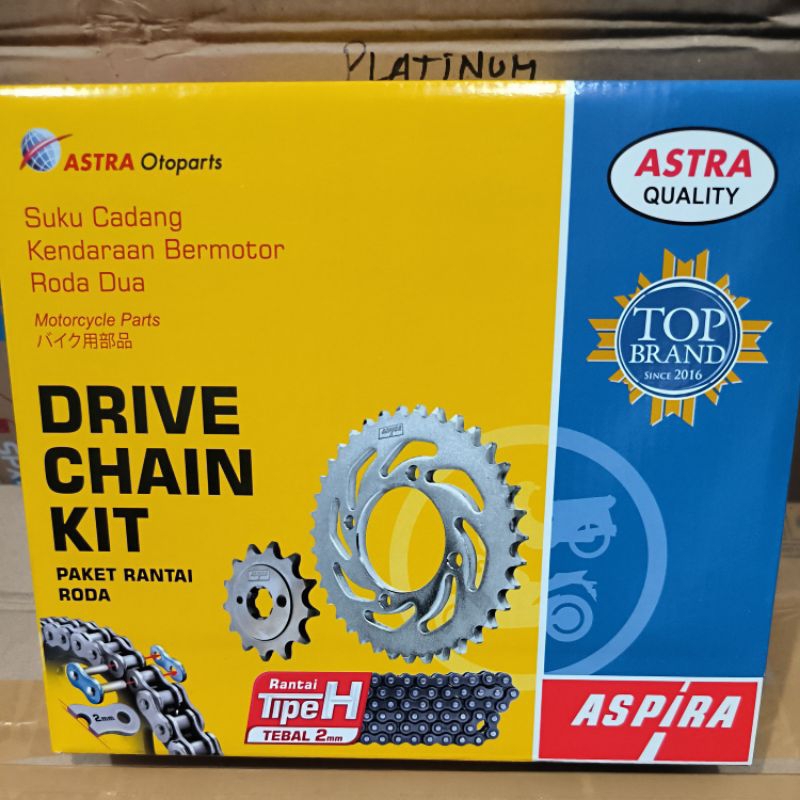 PLATINUM
ASTRA Otoparts
Suku Cadang
Kendaraan Bermotor
Roda Dua
Motorcycle Parts
バイク用部品
DRIVE
CHAIN
KIT
PAKET RANTAI
RODA
2mm
Rantai
TIPE H
TEBAL 2mm
ASTRA
QUALITY
TOP
BRAND
SINCE 2016
ASPIRA